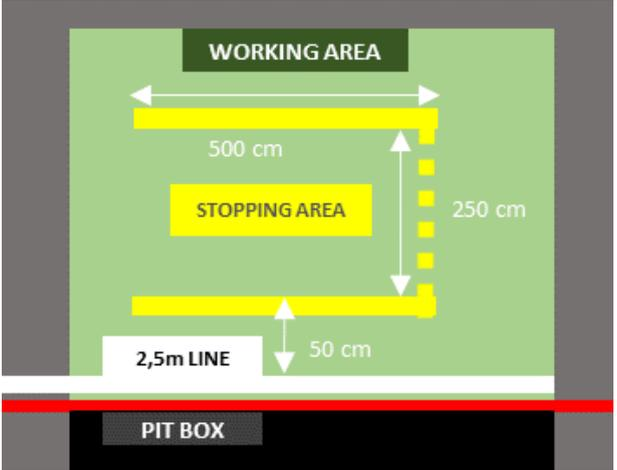 WORKING AREA
500 cm
STOPPING AREA
250 cm
50 cm
2,5m LINE
PIT BOX